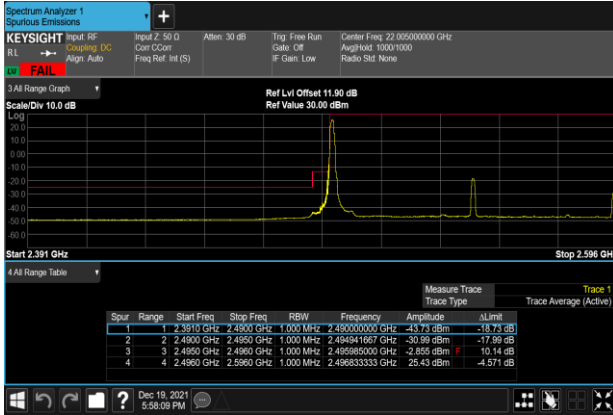 Spectrum Analyzer 1
Spurious Emissions
KEYSIGHT Input: RF Input Z: 50 Ω Atten: 30 dB Trig: Free Run Center Freq: 22.005000000 GHz
RL Coupling: DC Corr CCorr Gate: Off Avg|Hold: 1000/1000
Align: Auto Freq Ref: Int (S) IF Gain: Low Radio Std: None
FAIL
3 All Range Graph Ref Lvl Offset 11.90 dB
Scale/Div 10.0 dB Ref Value 30.00 dBm
Log
20.0
10.0
0.00
-10.0
-20.0
-30.0
-40.0
-50.0
-60.0
Start 2.391 GHz Stop 2.596 GH
4 All Range Table
Measure Trace Trace 1
Trace Type Trace Average (Active)
Spur Range Start Freq Stop Freq RBW Frequency Amplitude ΔLimit
1 1 2.3910 GHz 2.4900 GHz 1.000 MHz 2.490000000 GHz -43.73 dBm -18.73 dB
2 2 2.4900 GHz 2.4950 GHz 1.000 MHz 2.494941667 GHz -30.99 dBm -17.99 dB
3 3 2.4950 GHz 2.4960 GHz 1.000 MHz 2.495985000 GHz -2.855 dBm F 10.14 dB
4 4 2.4960 GHz 2.5960 GHz 1.000 MHz 2.496833333 GHz 25.43 dBm -4.571 dB
Dec 19, 2021
5:58:09 PM